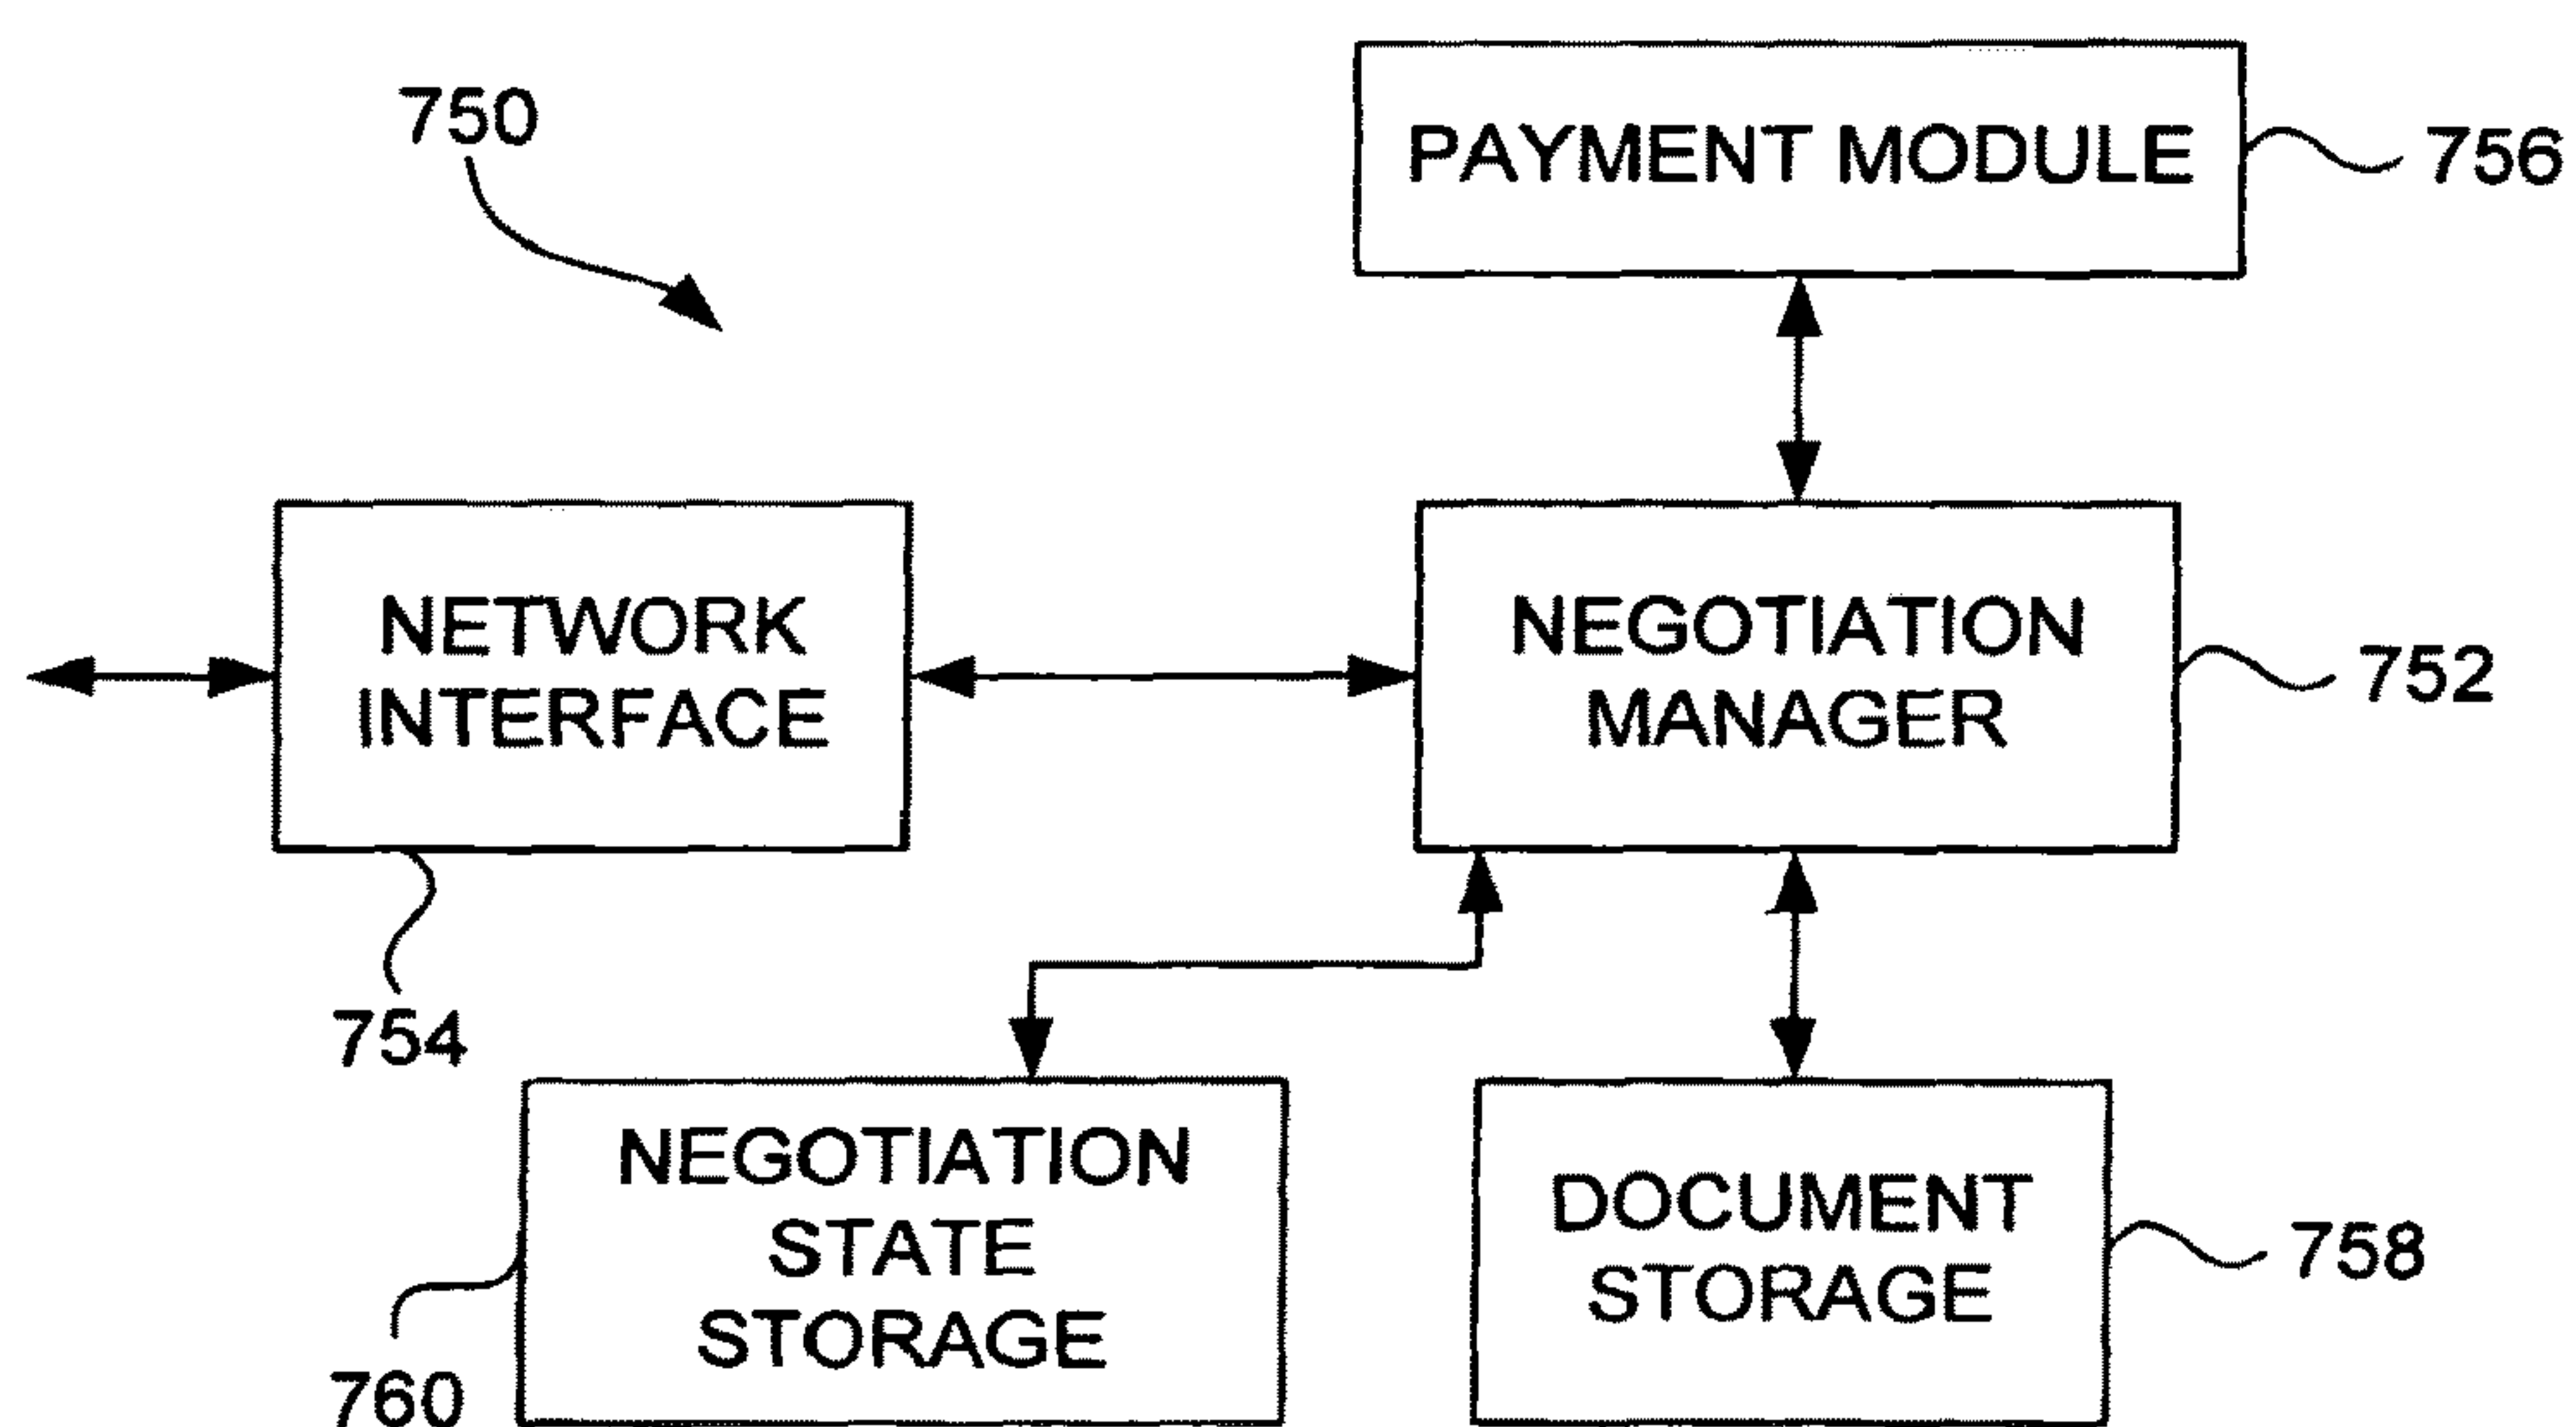 750
PAYMENT MODULE
756
NETWORK
INTERFACE
NEGOTIATION
MANAGER
752
754
NEGOTIATION
STATE
STORAGE
760
DOCUMENT
STORAGE
758